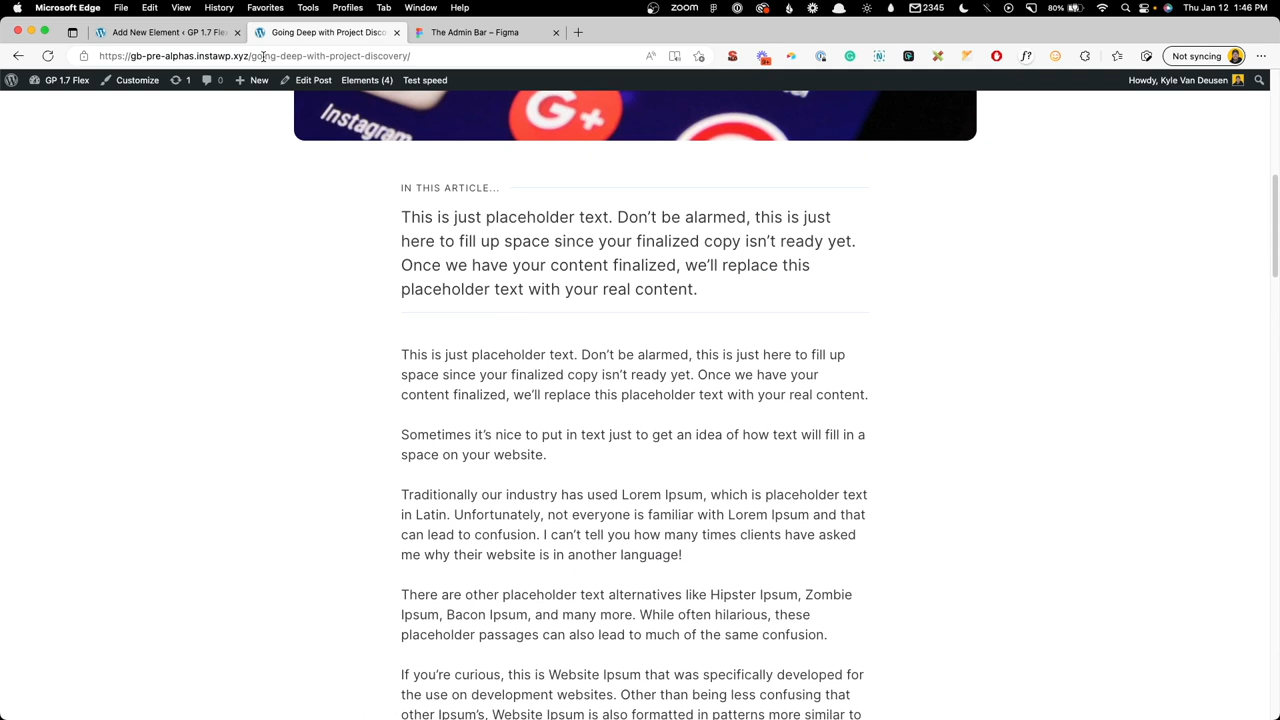 Microsoft Edge File Edit View History Favorites Tools Profiles Tab Window Help zoom 2345 80% Thu Jan 12 1:46 PM
Add New Element ‹ GP 1.7 Flex Going Deep with Project Disco The Admin Bar – Figma
https://gb-pre-alphas.instawp.xyz/going-deep-with-project-discovery/ Not syncing
GP 1.7 Flex Customize 1 0 New Edit Post Elements (4) Test speed Howdy, Kyle Van Deusen
Instagram G+
IN THIS ARTICLE...
This is just placeholder text. Don’t be alarmed, this is just
here to fill up space since your finalized copy isn’t ready yet.
Once we have your content finalized, we’ll replace this
placeholder text with your real content.
This is just placeholder text. Don’t be alarmed, this is just here to fill up
space since your finalized copy isn’t ready yet. Once we have your
content finalized, we’ll replace this placeholder text with your real content.
Sometimes it’s nice to put in text just to get an idea of how text will fill in a
space on your website.
Traditionally our industry has used Lorem Ipsum, which is placeholder text
in Latin. Unfortunately, not everyone is familiar with Lorem Ipsum and that
can lead to confusion. I can’t tell you how many times clients have asked
me why their website is in another language!
There are other placeholder text alternatives like Hipster Ipsum, Zombie
Ipsum, Bacon Ipsum, and many more. While often hilarious, these
placeholder passages can also lead to much of the same confusion.
If you’re curious, this is Website Ipsum that was specifically developed for
the use on development websites. Other than being less confusing that
other Ipsum’s, Website Ipsum is also formatted in patterns more similar to